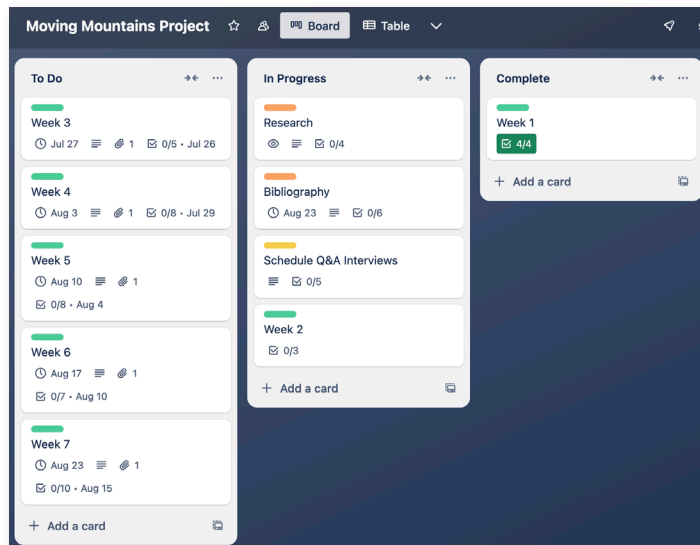 Moving Mountains Project Board Table
To Do
Week 3
Jul 27 1 0/5 • Jul 26
Week 4
Aug 3 1 0/8 • Jul 29
Week 5
Aug 10 1
0/8 • Aug 4
Week 6
Aug 17 1
0/7 • Aug 10
Week 7
Aug 23 1
0/10 • Aug 15
+ Add a card
In Progress
Research
0/4
Bibliography
Aug 23 0/6
Schedule Q&A Interviews
0/5
Week 2
0/3
+ Add a card
Complete
Week 1
4/4
+ Add a card